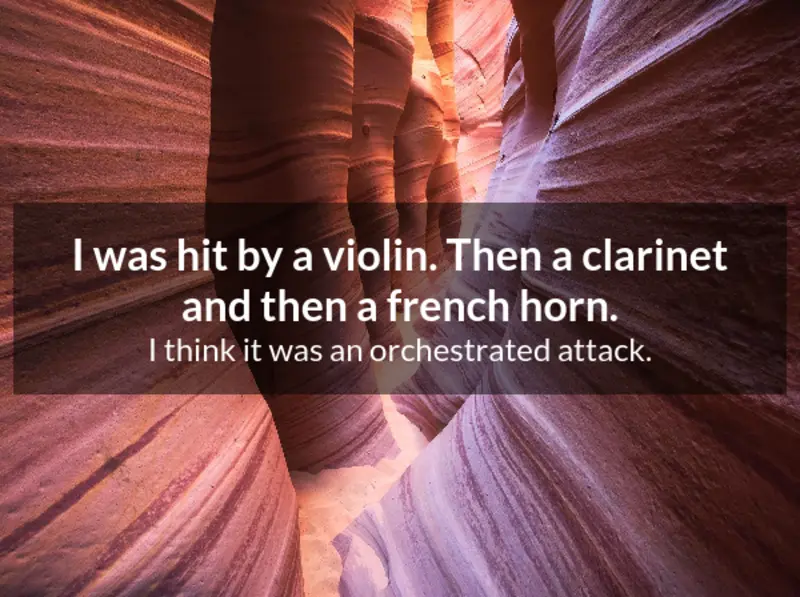 I was hit by a violin. Then a clarinet
and then a french horn.
I think it was an orchestrated attack.